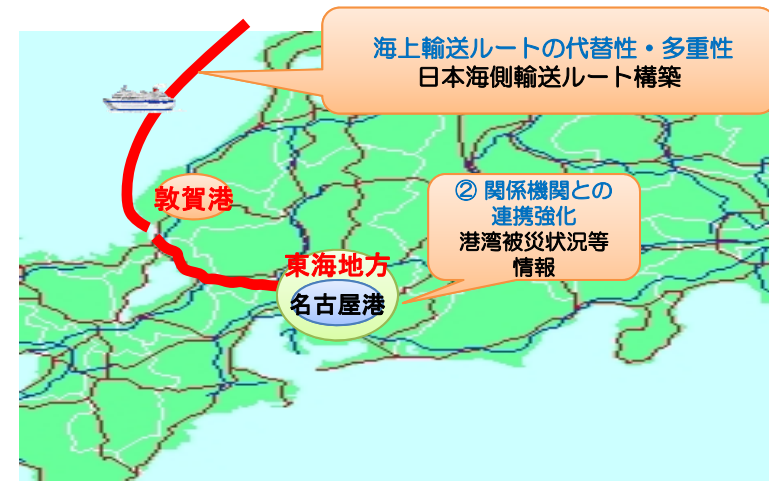 海上輸送ルートの代替性・多重性
日本海側輸送ルート構築
敦賀港
② 関係機関との
連携強化
港湾被災状況等
情報
東海地方
名古屋港